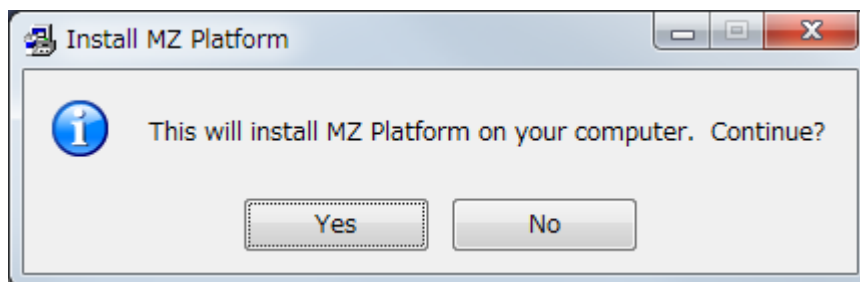 Install MZ Platform
This will install MZ Platform on your computer.  Continue?
Yes
No